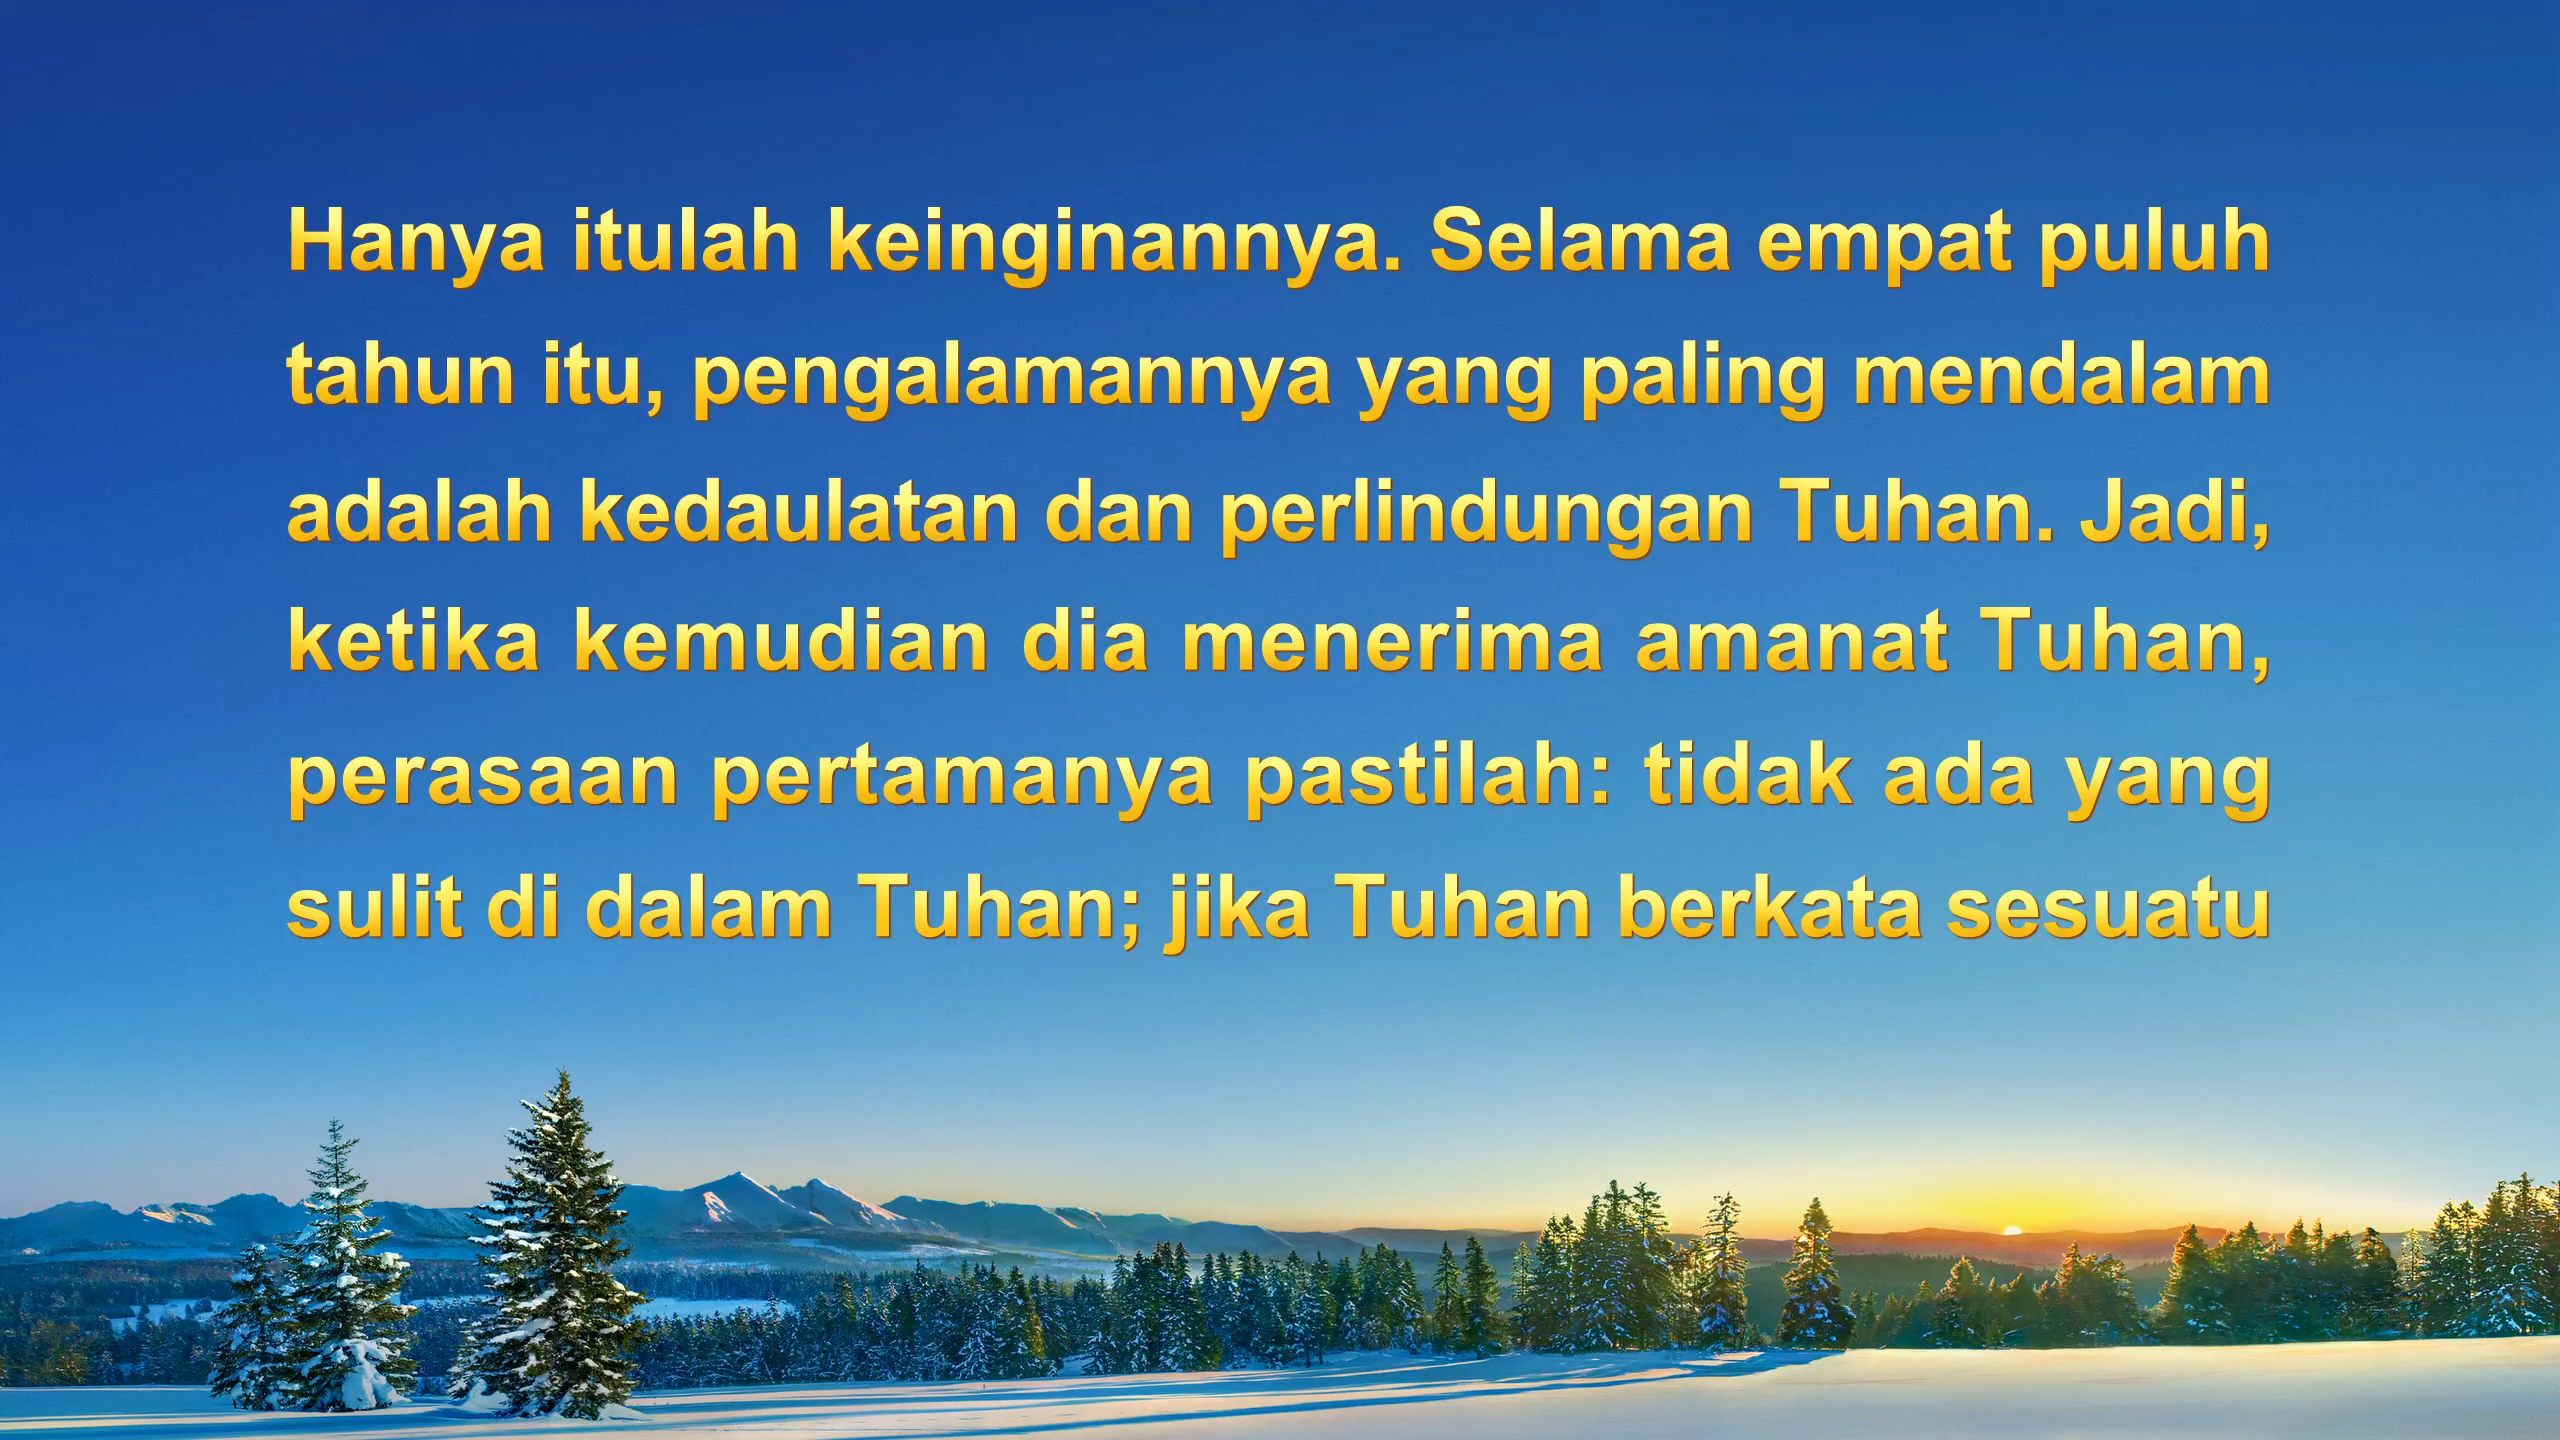 Hanya itulah keinginannya. Selama empat puluh
tahun itu, pengalamannya yang paling mendalam
adalah kedaulatan dan perlindungan Tuhan. Jadi,
ketika kemudian dia menerima amanat Tuhan,
perasaan pertamanya pastilah: tidak ada yang
sulit di dalam Tuhan; jika Tuhan berkata sesuatu